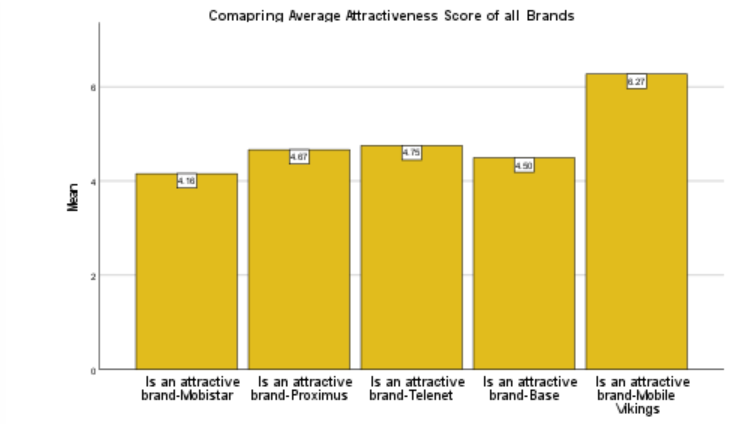 Comapring Average Attractiveness Score of all Brands
6
4
2
0
Mean
4.16
4.67
4.75
4.50
6.27
Is an attractive
brand-Mobistar
Is an attractive
brand-Proximus
Is an attractive
brand-Telenet
Is an attractive
brand-Base
Is an attractive
brand-Mobile
Vikings